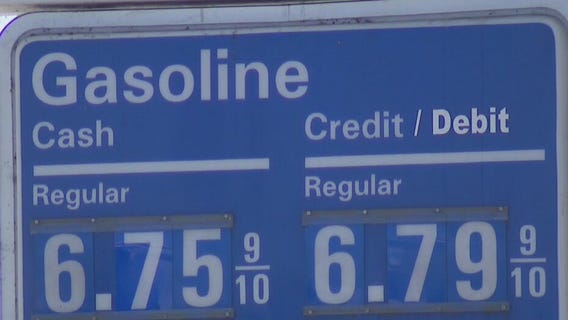 Gasoline
Cash
Credit / Debit
Regular
Regular
6.75 9/10
6.79 9/10